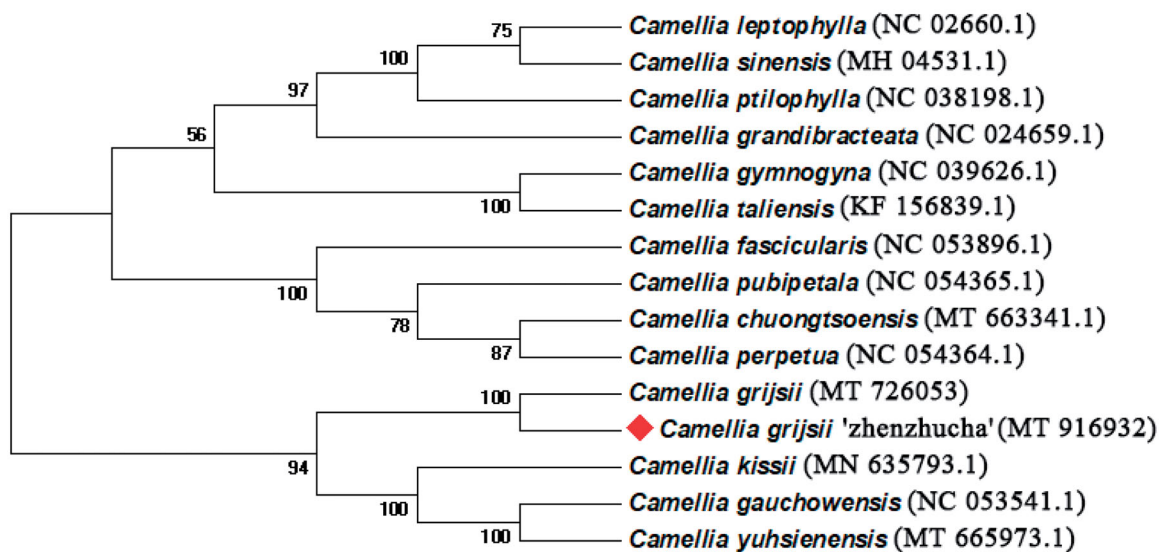 Camellia leptophylla (NC 02660.1)
75
Camellia sinensis (MH 04531.1)
100
Camellia ptilophylla (NC 038198.1)
97
Camellia grandibracteata (NC 024659.1)
56
Camellia gymnogyna (NC 039626.1)
100
Camellia taliensis (KF 156839.1)
Camellia fascicularis (NC 053896.1)
100
Camellia pubipetala (NC 054365.1)
78
Camellia chuongtsoensis (MT 663341.1)
87
Camellia perpetua (NC 054364.1)
Camellia grijsii (MT 726053)
100
Camellia grijsii 'zhenzhucha' (MT 916932)
94
Camellia kissii (MN 635793.1)
100
Camellia gauchowensis (NC 053541.1)
100
Camellia yuhsienensis (MT 665973.1)